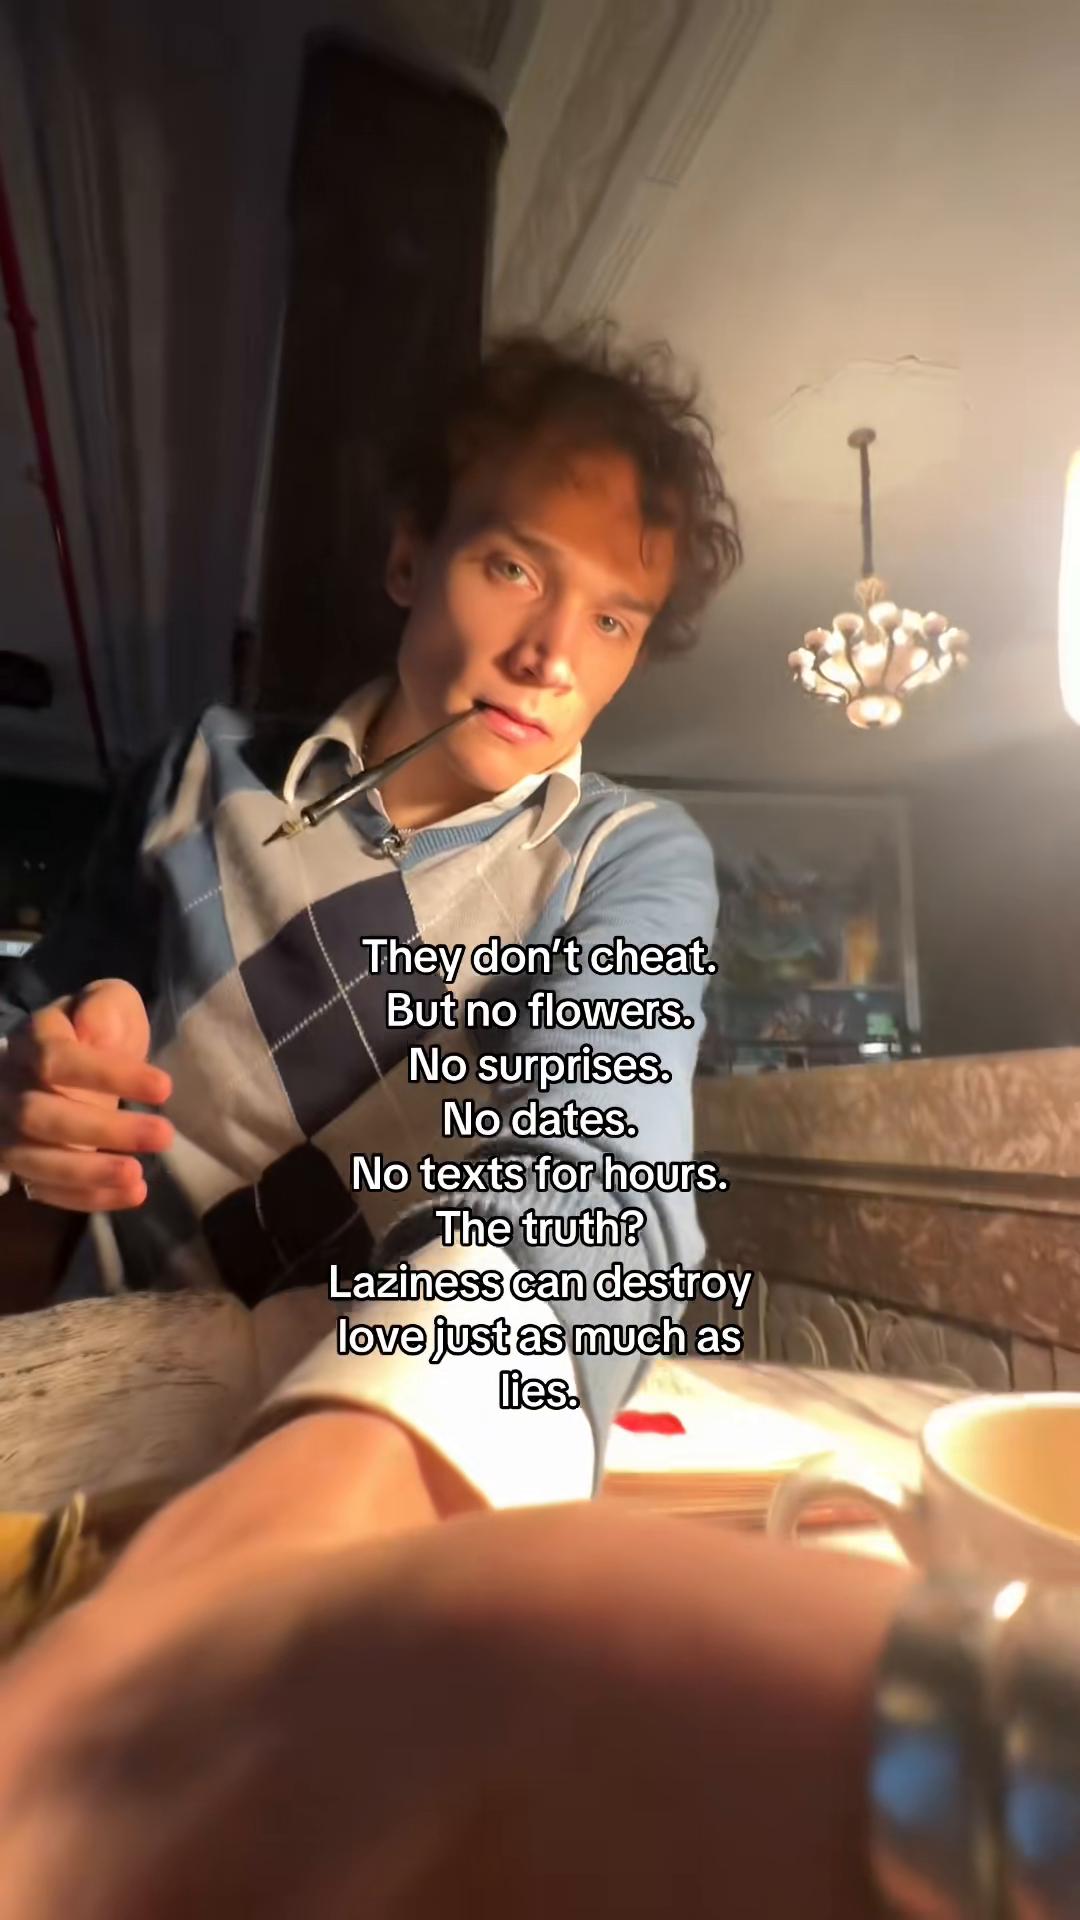 They don’t cheat.
But no flowers.
No surprises.
No dates.
No texts for hours.
The truth?
Laziness can destroy
love just as much as
lies.